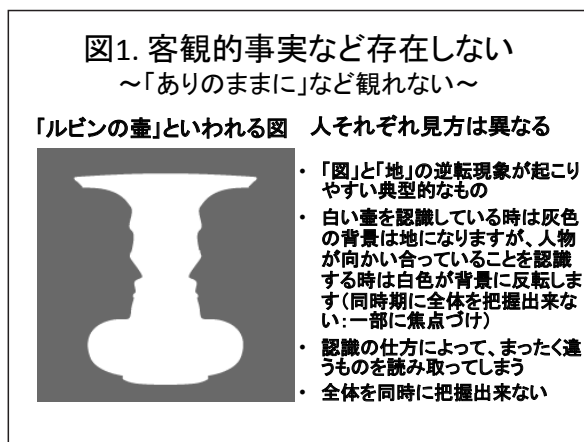 図1. 客観的事実など存在しない
～「ありのままに」など観れない～
「ルビンの壷」といわれる図
人それぞれ見方は異なる
・ 「図」と「地」の逆転現象が起こり
やすい典型的なもの
・ 白い壷を認識している時は灰色
の背景は地になりますが、人物
が向かい合っていることを認識
する時は白色が背景に反転しま
す(同時期に全体を把握出来な
い:一部に焦点づけ)
・ 認識の仕方によって、まったく違
うものを読み取ってしまう
・ 全体を同時に把握出来ない